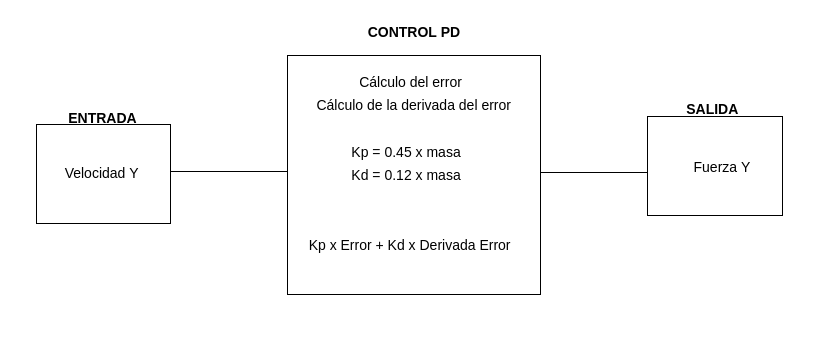 CONTROL PD
Cálculo del error
Cálculo de la derivada del error
Kp = 0.45 x masa
Kd = 0.12 x masa
Kp x Error + Kd x Derivada Error
ENTRADA
Velocidad Y
SALIDA
Fuerza Y